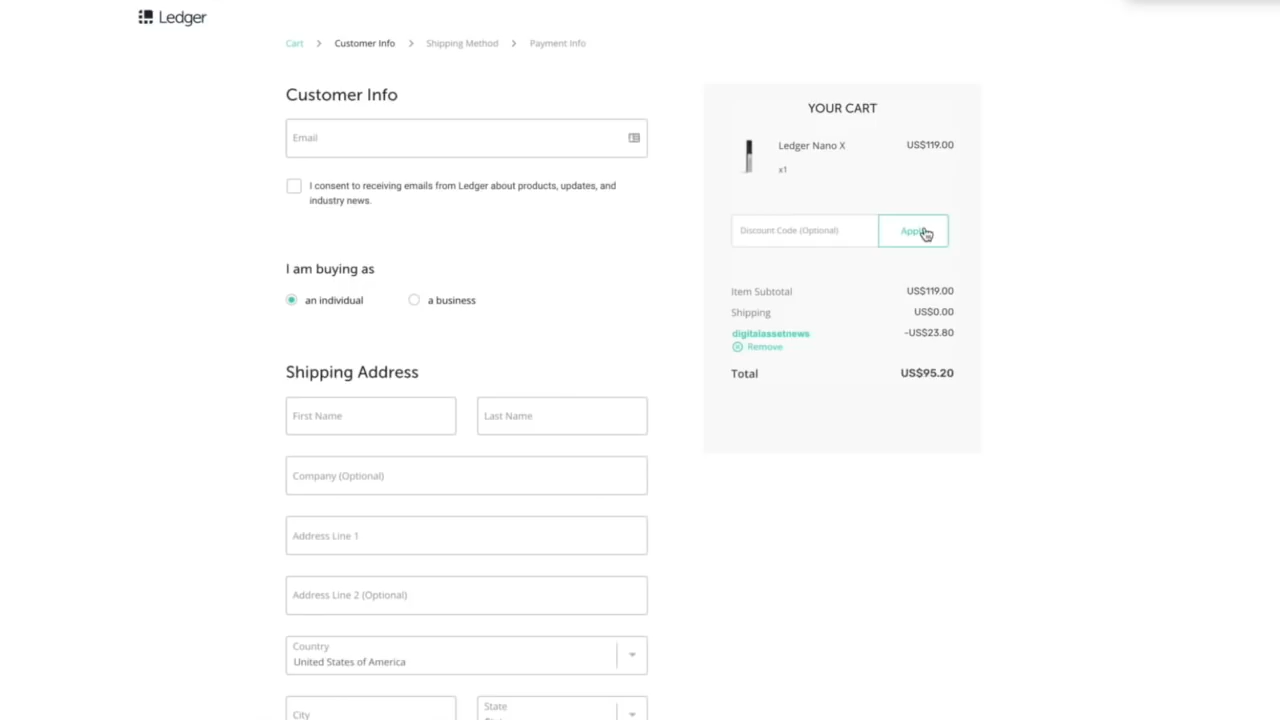 Ledger
Cart > Customer Info > Shipping Method > Payment Info
Customer Info
Email
I consent to receiving emails from Ledger about products, updates, and
industry news.
I am buying as
an individual
a business
Shipping Address
First Name
Last Name
Company (Optional)
Address Line 1
Address Line 2 (Optional)
Country
United States of America
City
State
YOUR CART
Ledger Nano X US$119.00
x1
Discount Code (Optional)
Item Subtotal US$119.00
Shipping US$0.00
digitalassetnews -US$23.80
Remove
Total US$95.20